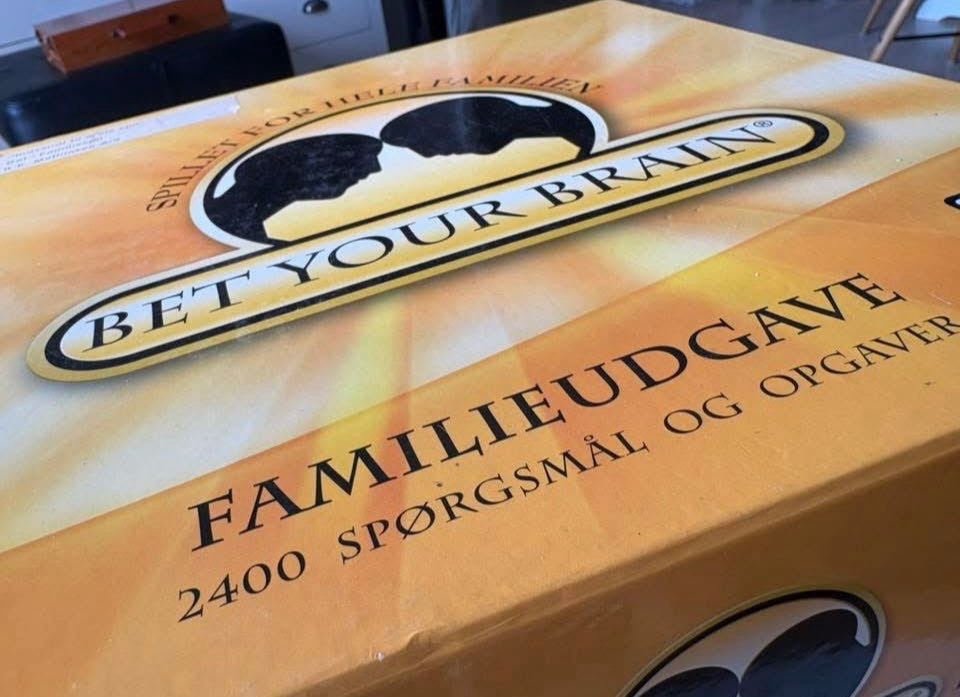 SPILLET FOR HELE FAMILIEN
BET YOUR BRAIN®
FAMILIEUDGAVE
2400 SPØRGSMÅL OG OPGAVER